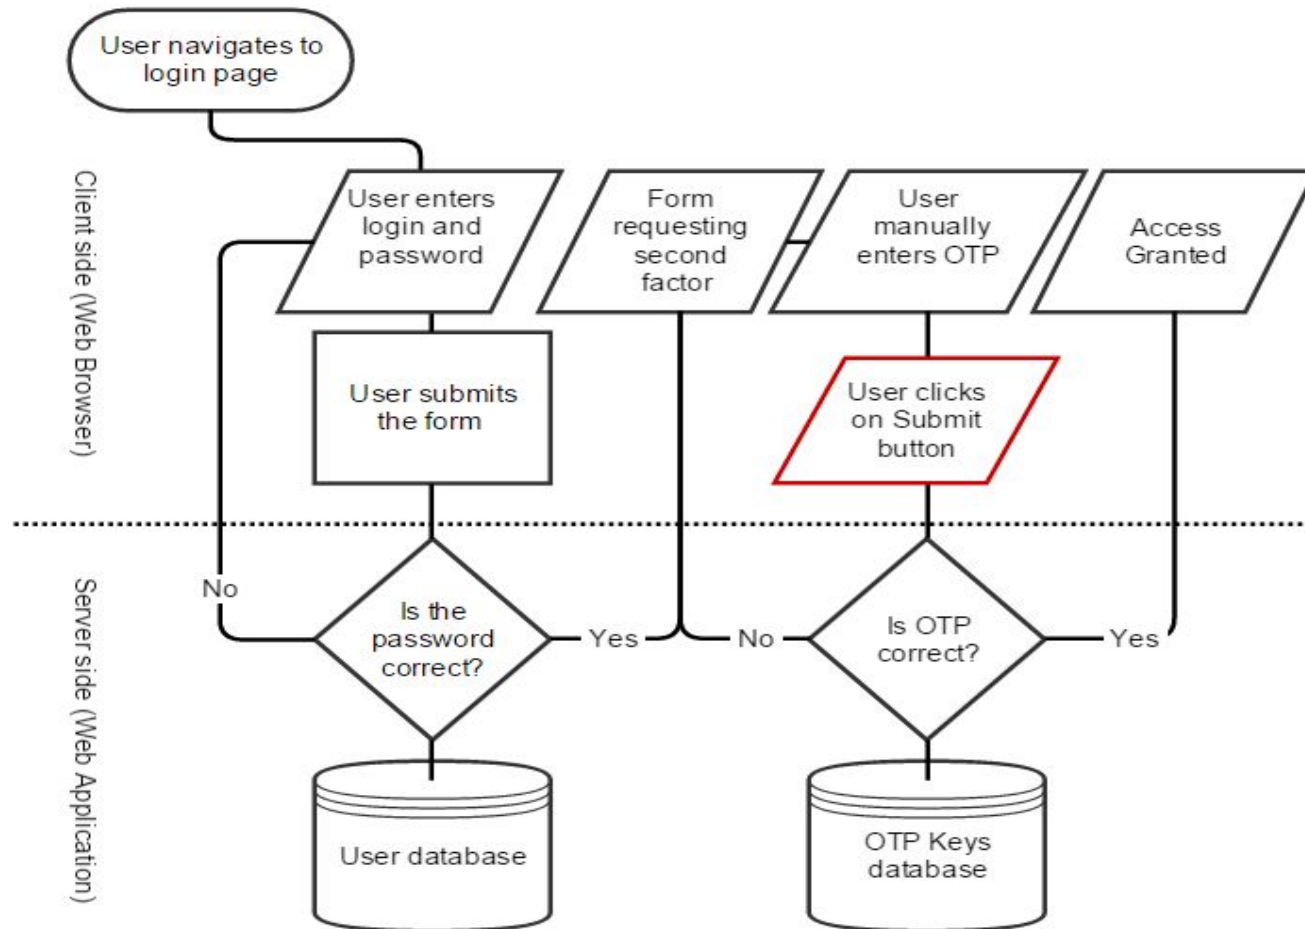 User navigates to
login page
Client side (Web Browser)
User enters
login and
password
Form
requesting
second
factor
User
manually
enters OTP
Access
Granted
User submits
the form
User clicks
on Submit
button
Server side (Web Application)
No
Is the
password
correct?
Yes
No
Is OTP
correct?
Yes
User database
OTP Keys
database